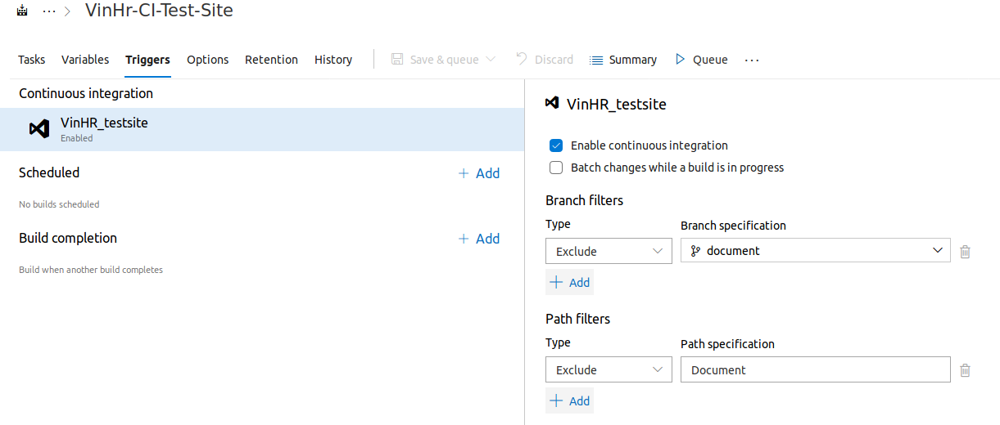 ··· > VinHr-CI-Test-Site
Tasks Variables Triggers Options Retention History Save & queue Discard Summary Queue ···
Continuous integration
VinHR_testsite
Enabled
Scheduled + Add
No builds scheduled
Build completion + Add
Build when another build completes
VinHR_testsite
Enable continuous integration
Batch changes while a build is in progress
Branch filters
Type Branch specification
Exclude document
+ Add
Path filters
Type Path specification
Exclude Document
+ Add